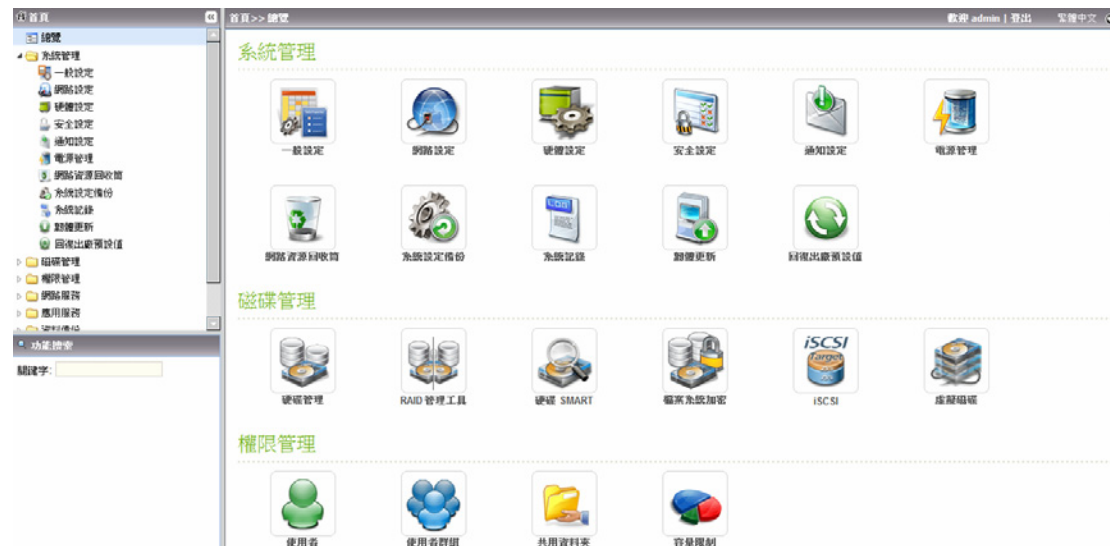 首頁
首頁>> 總覽
歡迎 admin | 登出
繁體中文
總覽
系統管理
一般設定
網路設定
硬體設定
安全設定
通知設定
電源管理
網路資源回收筒
系統設定備份
系統記錄
韌體更新
回復出廠預設值
磁碟管理
權限管理
網路服務
應用服務
資料備份
功能搜索
關鍵字:
系統管理
一般設定
網路設定
硬體設定
安全設定
通知設定
電源管理
網路資源回收筒
系統設定備份
LOG
系統記錄
韌體更新
回復出廠預設值
磁碟管理
iSCSI
Target
硬碟管理
RAID 管理工具
硬碟 SMART
檔案系統加密
iSCSI
虛擬磁碟
權限管理
使用者
使用者群組
共用資料夾
容量限制